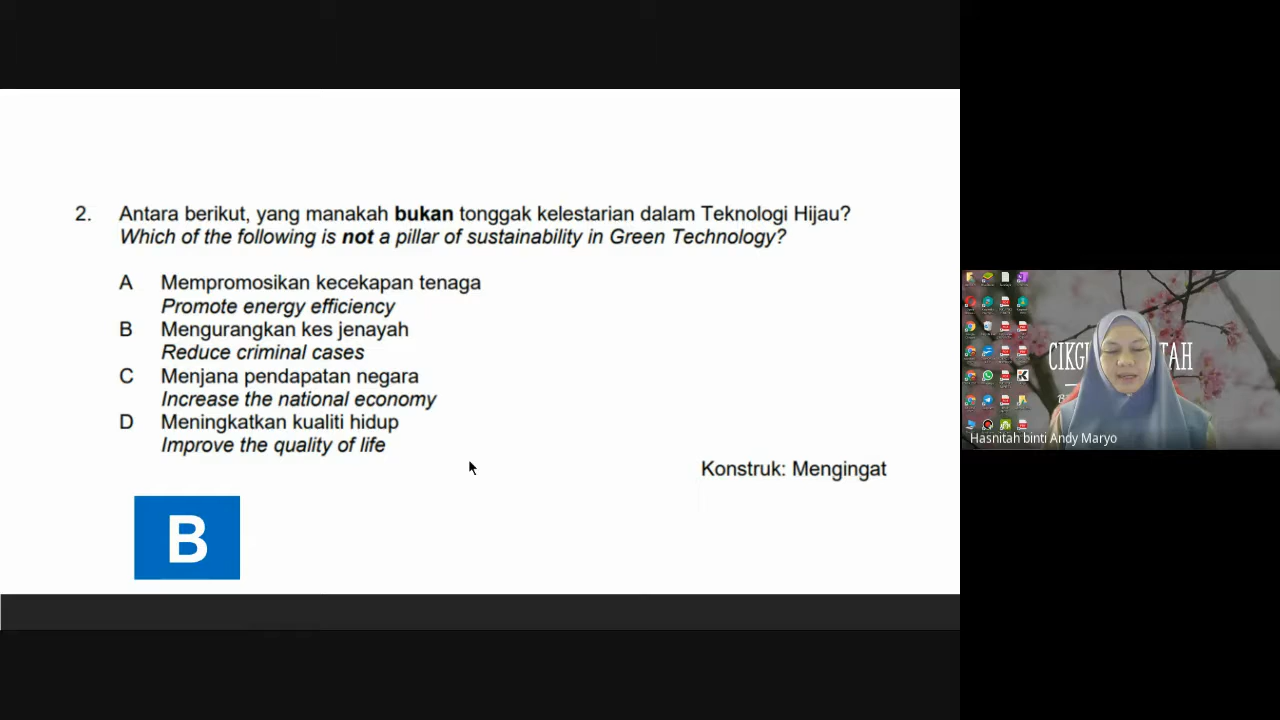 2. Antara berikut, yang manakah bukan tonggak kelestarian dalam Teknologi Hijau?
Which of the following is not a pillar of sustainability in Green Technology?
A Mempromosikan kecekapan tenaga
Promote energy efficiency
B Mengurangkan kes jenayah
Reduce criminal cases
C Menjana pendapatan negara
Increase the national economy
D Meningkatkan kualiti hidup
Improve the quality of life
Konstruk: Mengingat
B
Hasnitah binti Andy Maryo